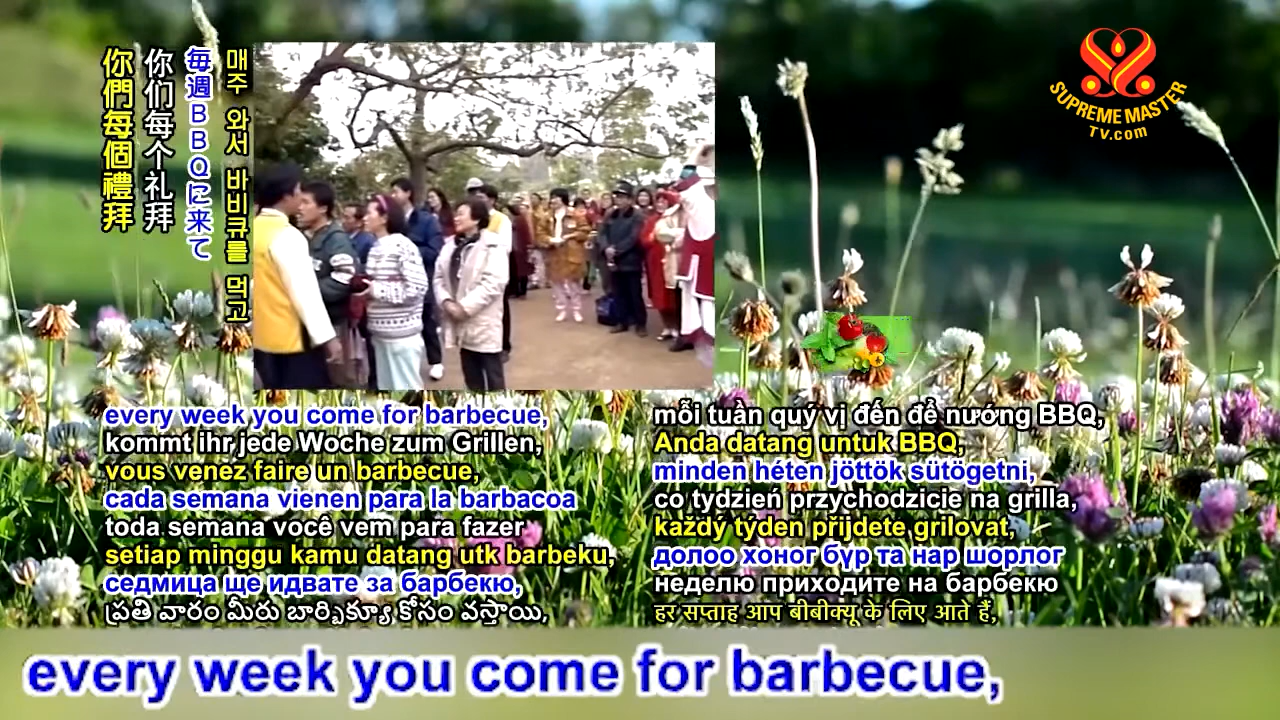 你們每個禮拜
你们每个礼拜
毎週BBQに来て
매주 와서 바비큐를 먹고
SUPREME MASTER
TV.com
every week you come for barbecue,
kommt ihr jede Woche zum Grillen,
vous venez faire un barbecue,
cada semana vienen para la barbacoa
toda semana você vem para fazer
setiap minggu kamu datang utk barbeku,
седмица ще идвате за барбекю,
ప్రతి వారం మీరు బార్బిక్యూ కోసం వస్తాయి,
mỗi tuần quý vị đến để nướng BBQ,
Anda datang untuk BBQ,
minden héten jöttök sütögetni,
co tydzień przychodzicie na grilla,
každý týden přijdete grilovat,
долоо хоног бүр та нар шорлог
неделю приходите на барбекю
हर सप्ताह आप बीबीक्यू के लिए आते हैं,
every week you come for barbecue,